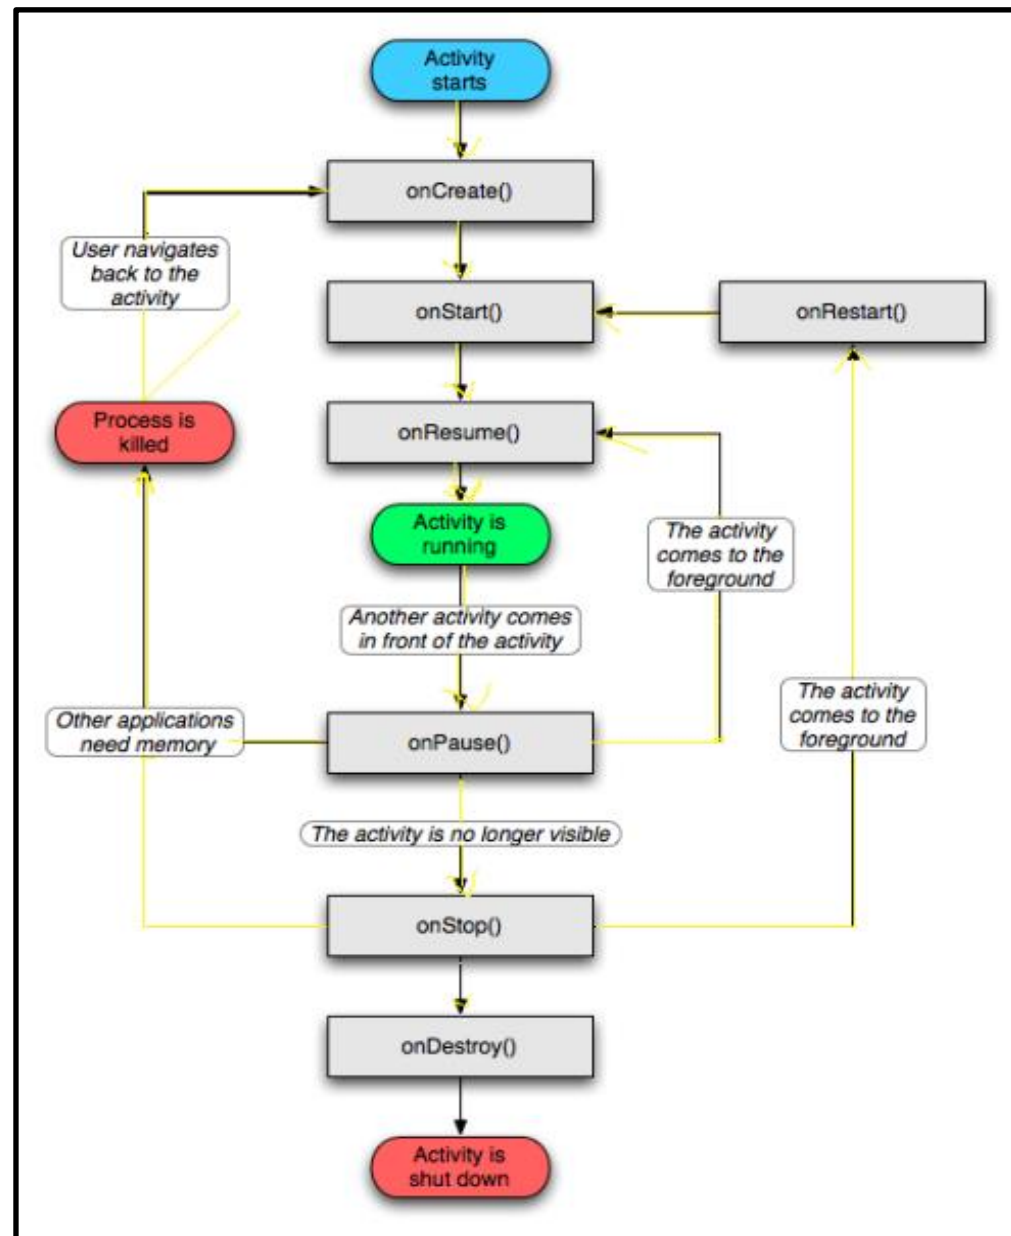 Activity
starts
onCreate()
User navigates
back to the
activity
onStart()
onRestart()
Process is
killed
onResume()
Activity is
running
The activity
comes to the
foreground
Another activity comes
in front of the activity
The activity
comes to the
foreground
Other applications
need memory
onPause()
The activity is no longer visible
onStop()
onDestroy()
Activity is
shut down